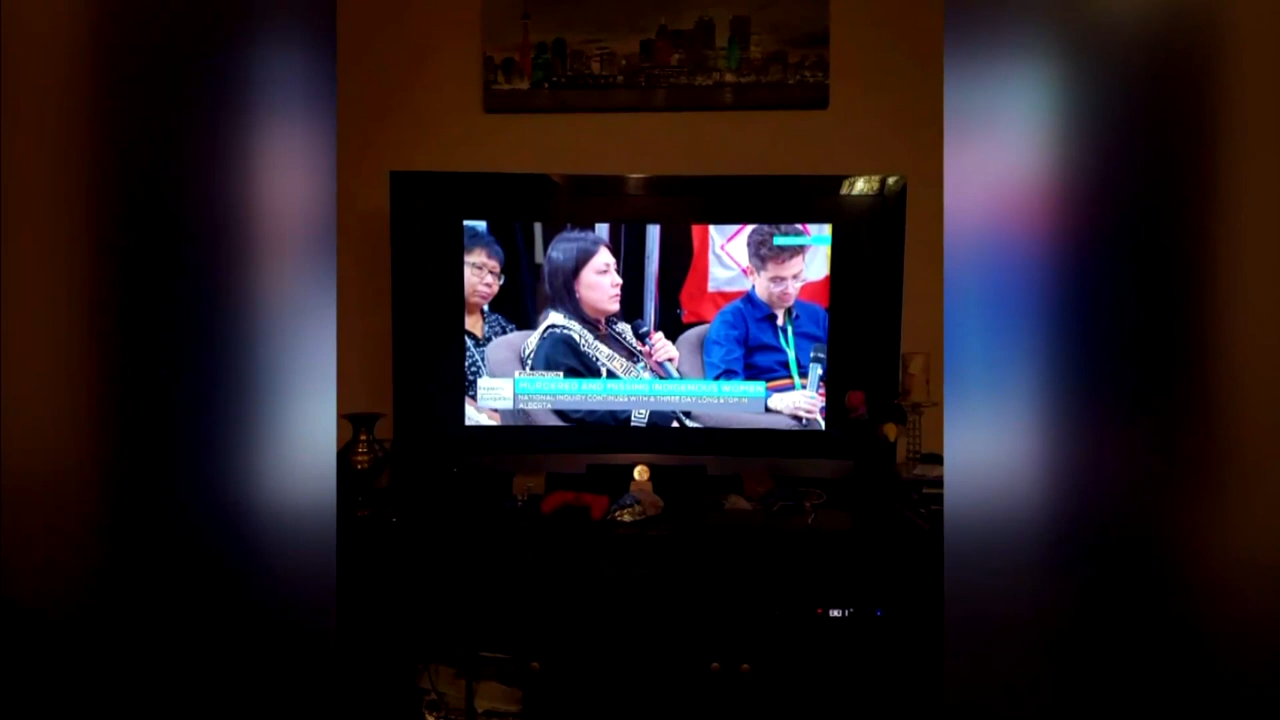 EDMONTON
MURDERED AND MISSING INDIGENOUS WOMEN
NATIONAL INQUIRY CONTINUES WITH A THREE DAY LONG STOP IN
ALBERTA